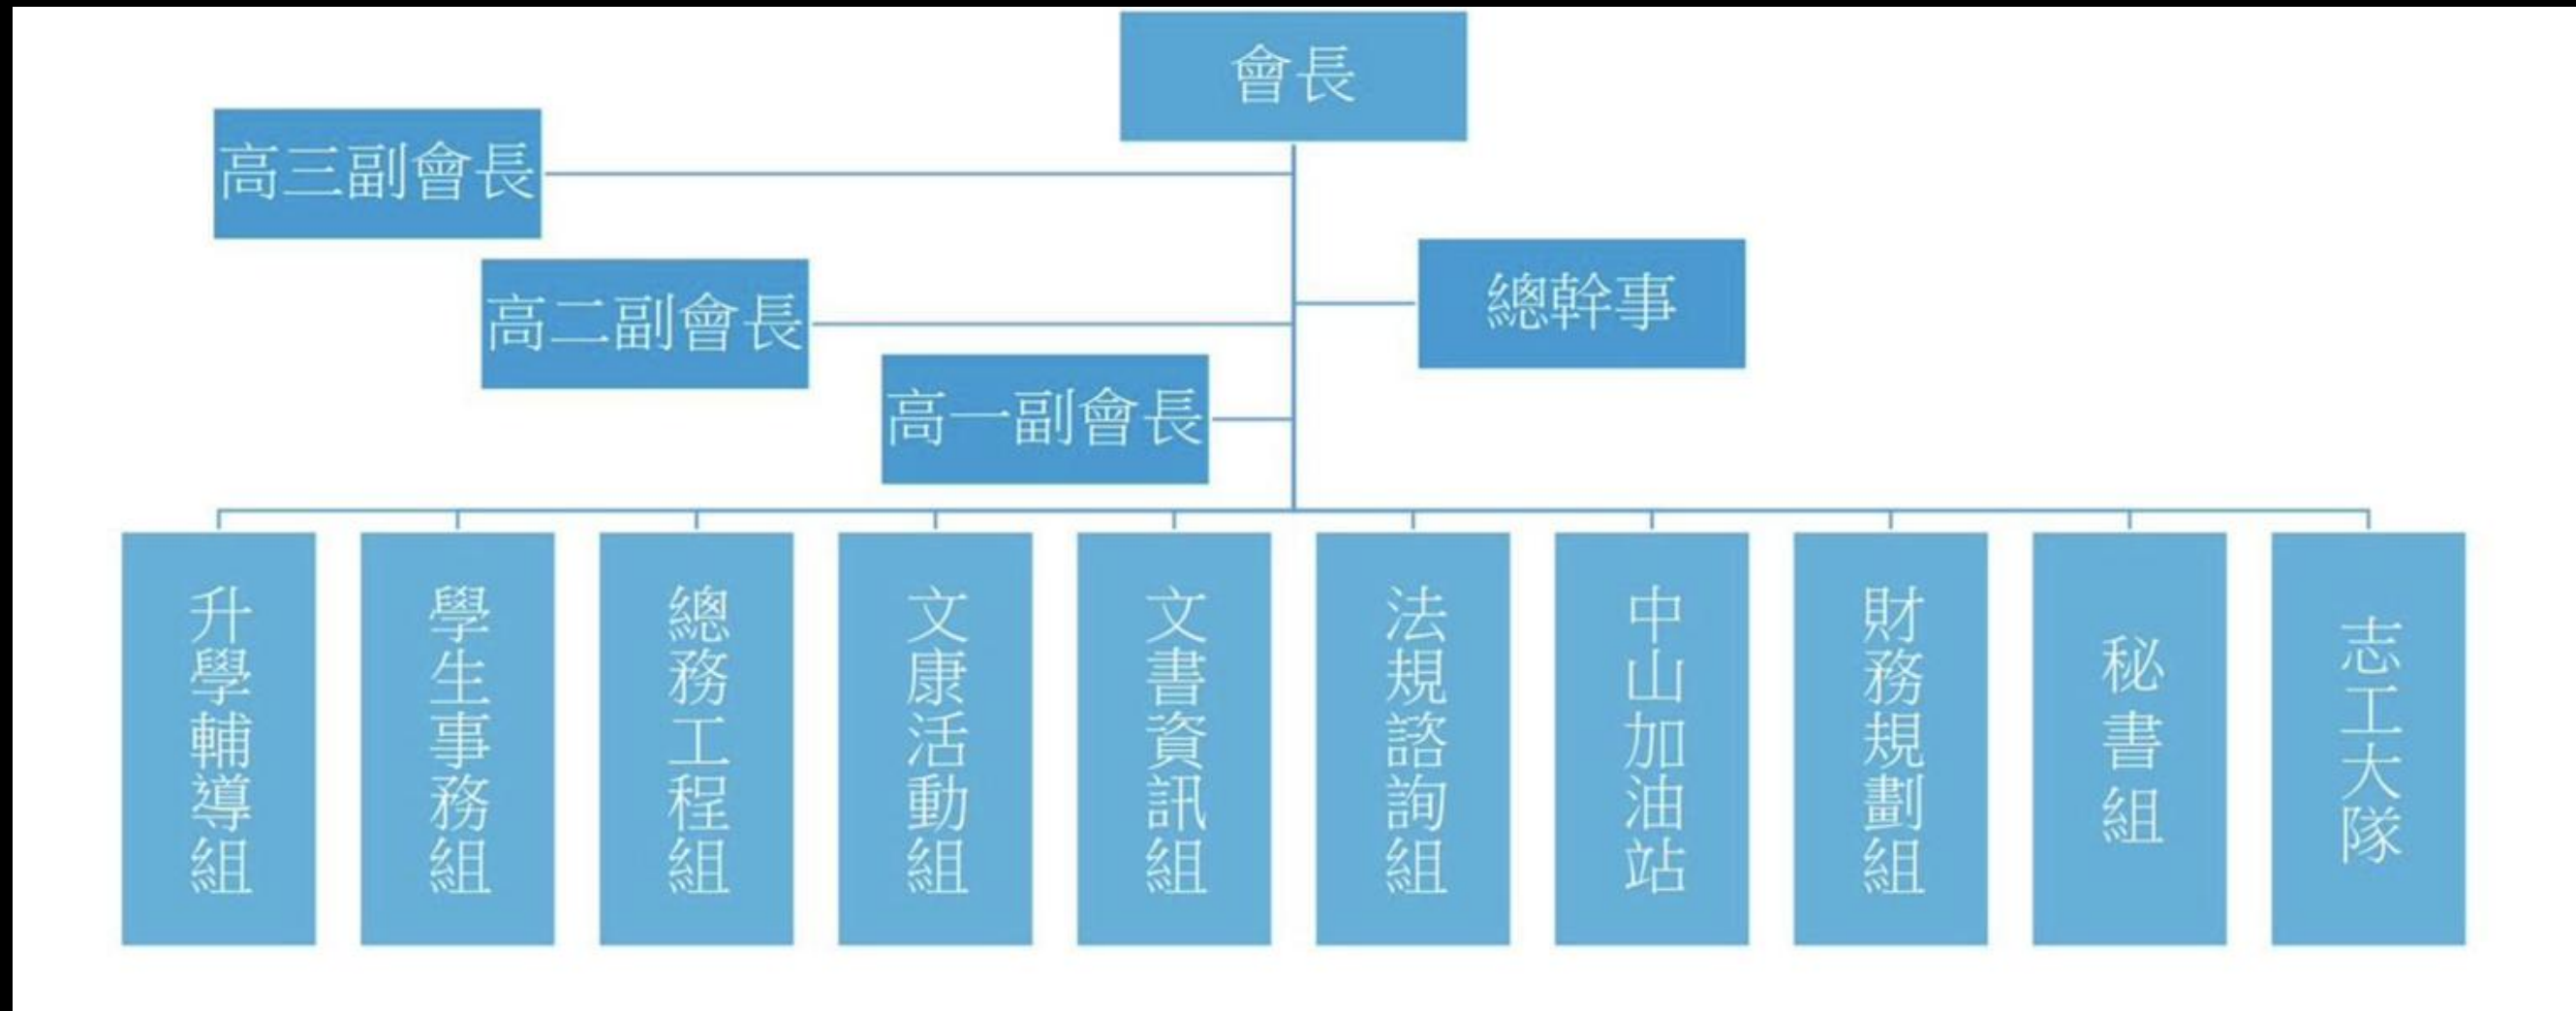 會長
高三副會長
總幹事
高二副會長
高一副會長
升學輔導組
學生事務組
總務工程組
文康活動組
文書資訊組
法規諮詢組
中山加油站
財務規劃組
秘書組
志工大隊